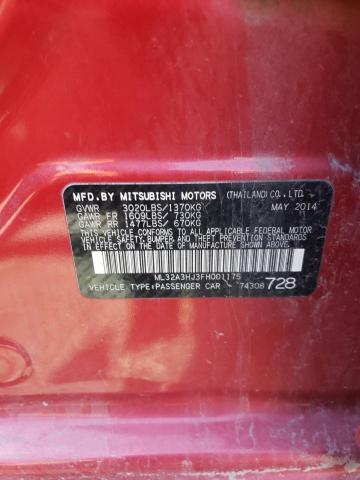 MFD.BY MITSUBISHI MOTORS (THAILAND) CO., LTD.
GVWR 3020LBS/1370KG MAY 2014
GAWR FR 1609LBS/ 730KG
GAWR RR 1477LBS/ 670KG
THIS VEHICLE CONFORMS TO ALL APPLICABLE FEDERAL MOTOR
VEHICLE SAFETY, BUMPER, AND THEFT PREVENTION STANDARDS
IN EFFECT ON THE DATE OF MANUFACTURE SHOWN ABOVE.
ML32A3HJ3FH001175
VEHICLE TYPE:PASSENGER CAR 74308 728